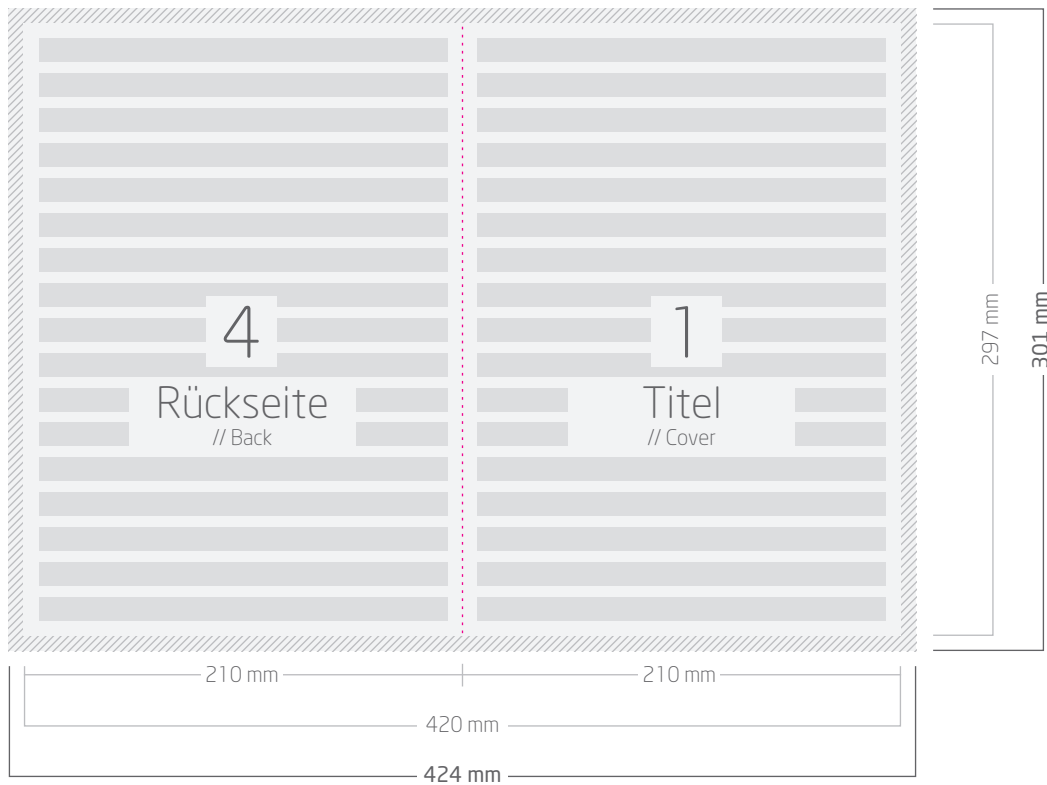 4
Rückseite
// Back
1
Titel
// Cover
297 mm
301 mm
210 mm
210 mm
420 mm
424 mm